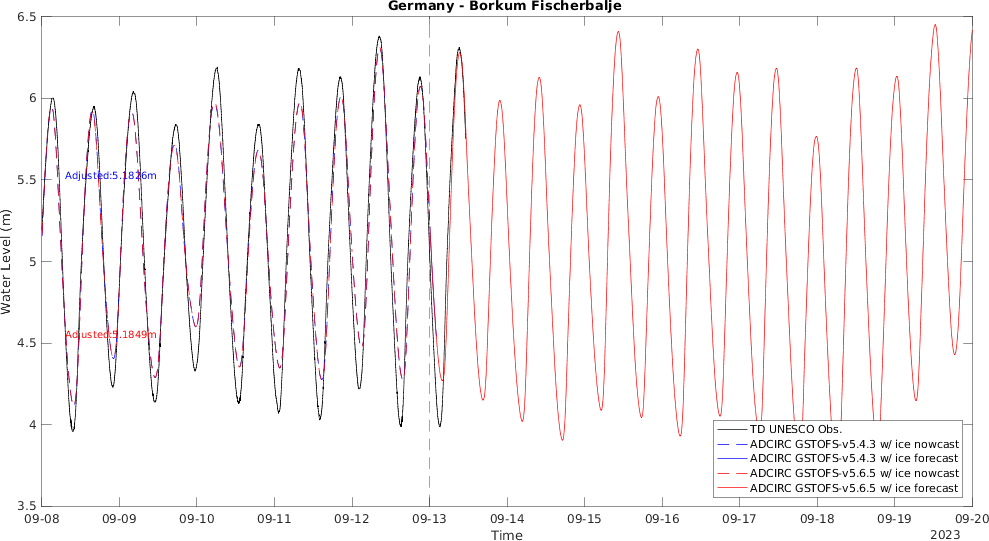 Germany - Borkum Fischerbalje
Water Level (m)
6.5
6
5.5
5
4.5
4
3.5
Adjusted:5.1826m
Adjusted:5.1849m
TD UNESCO Obs.
ADCIRC GSTOFS-v5.4.3 w/ ice nowcast
ADCIRC GSTOFS-v5.4.3 w/ ice forecast
ADCIRC GSTOFS-v5.6.5 w/ ice nowcast
ADCIRC GSTOFS-v5.6.5 w/ ice forecast
09-08 09-09 09-10 09-11 09-12 09-13 09-14 09-15 09-16 09-17 09-18 09-19 09-20
Time
2023